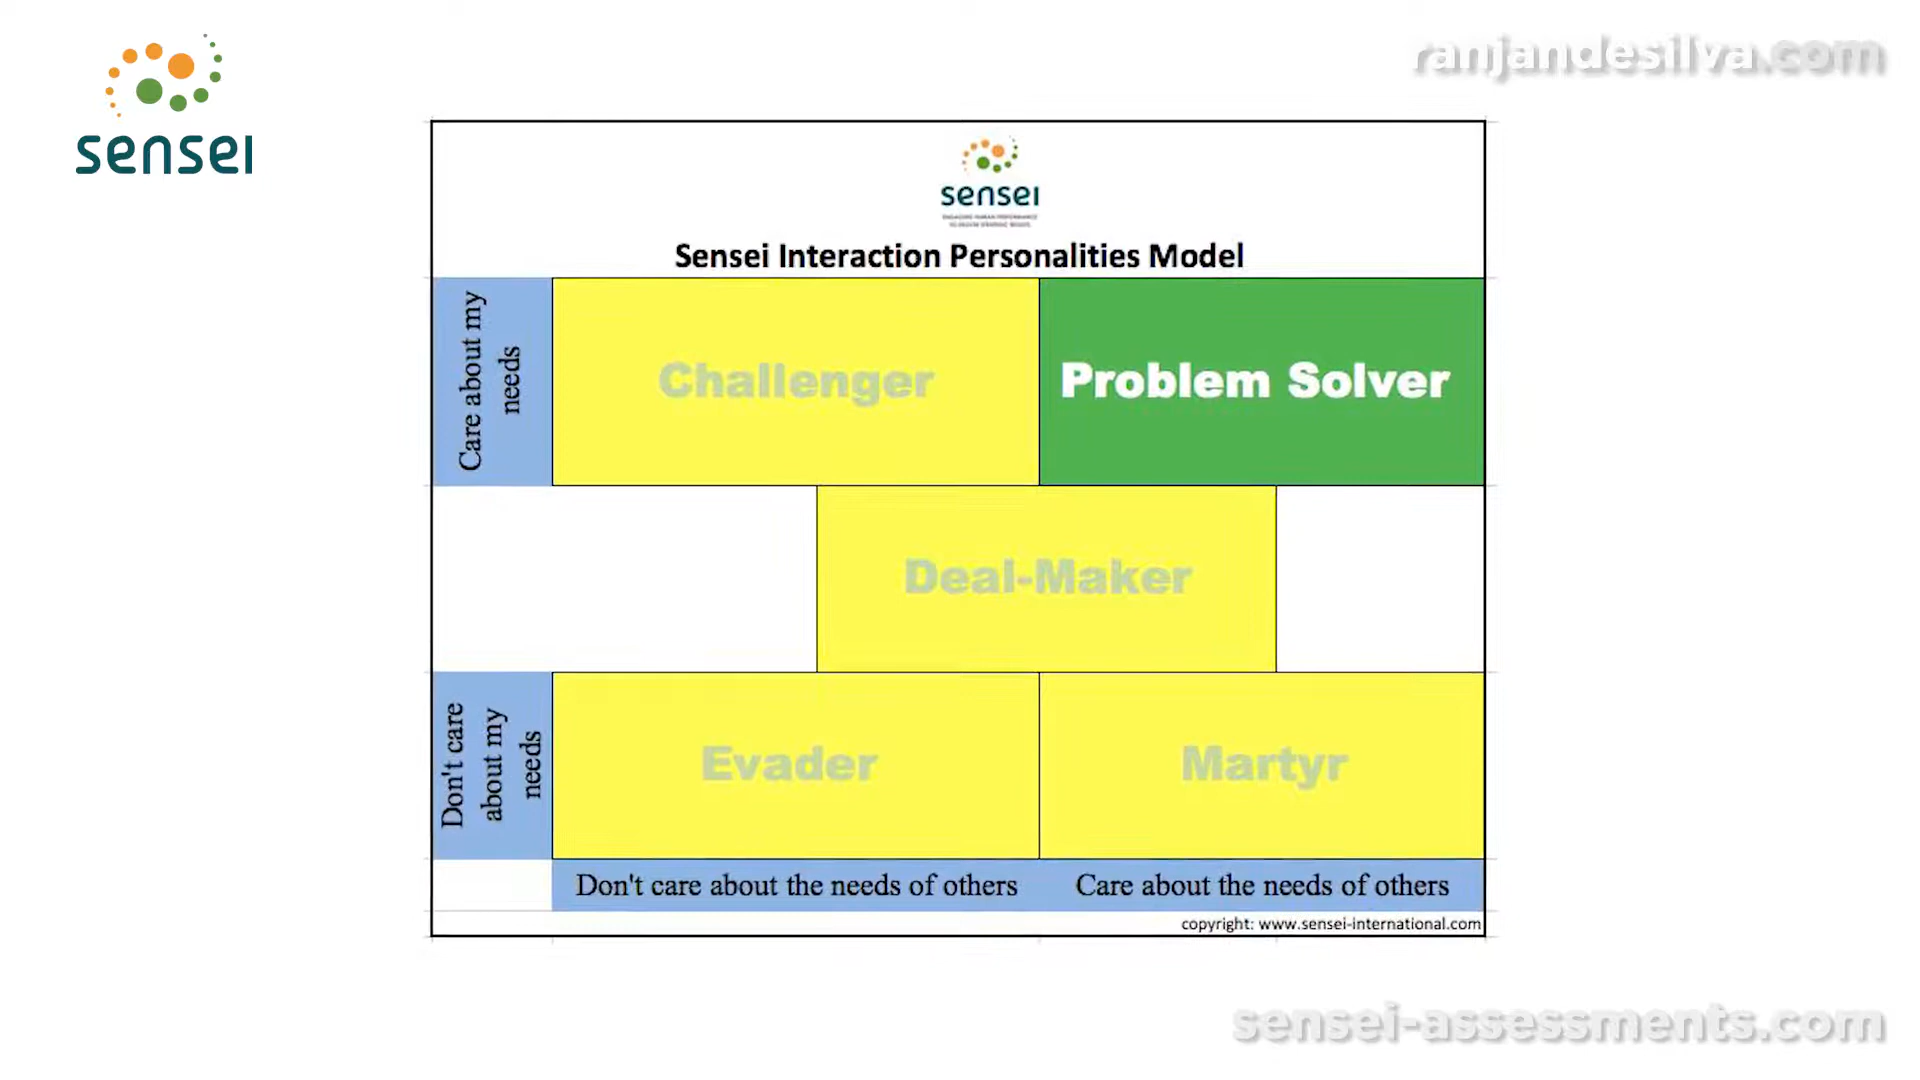 sensei
ranjandesilva.com
sensei
Sensei Interaction Personalities Model
Care about my
needs
Challenger
Problem Solver
Deal-Maker
Don't care
about my
needs
Evader
Martyr
Don't care about the needs of others
Care about the needs of others
copyright: www.sensei-international.com
sensei-assessments.com